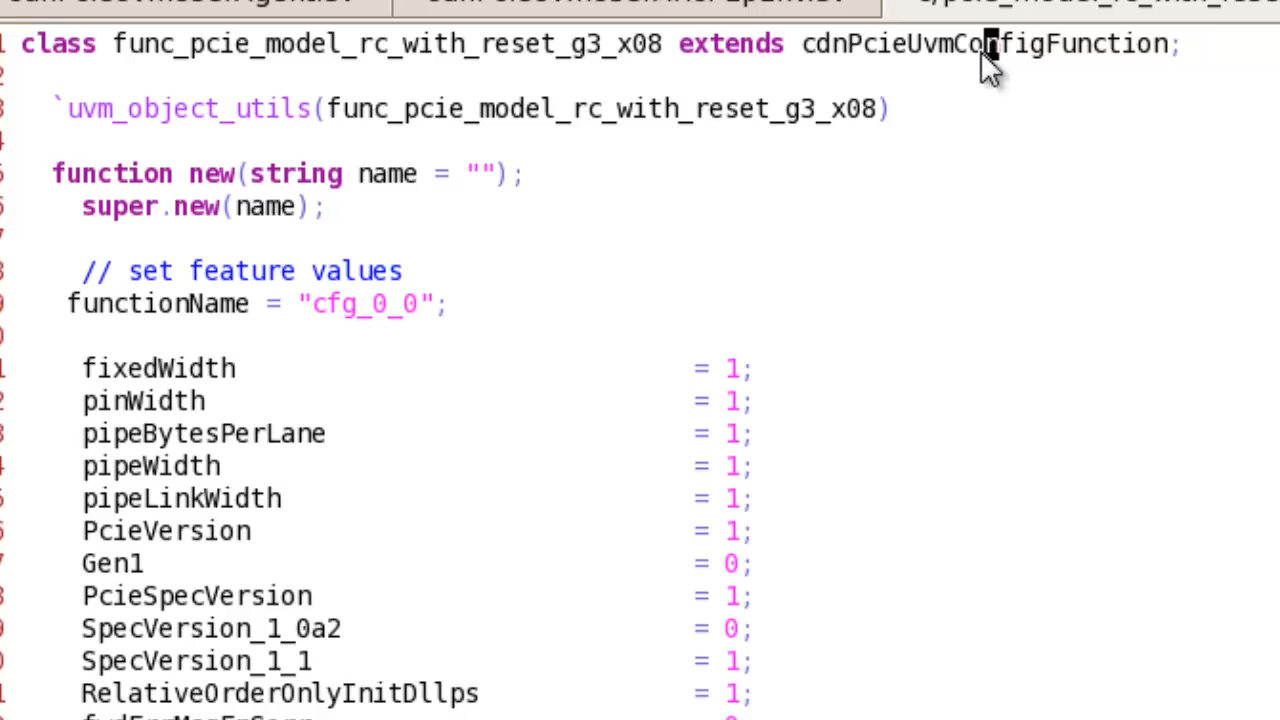 class func_pcie_model_rc_with_reset_g3_x08 extends cdnPcieUvmConfigFunction;
`uvm_object_utils(func_pcie_model_rc_with_reset_g3_x08)
function new(string name = "");
super.new(name);
// set feature values
functionName = "cfg_0_0";
fixedWidth = 1;
pinWidth = 1;
pipeBytesPerLane = 1;
pipeWidth = 1;
pipeLinkWidth = 1;
PcieVersion = 1;
Gen1 = 0;
PcieSpecVersion = 1;
SpecVersion_1_0a2 = 0;
SpecVersion_1_1 = 1;
RelativeOrderOnlyInitDllps = 1;